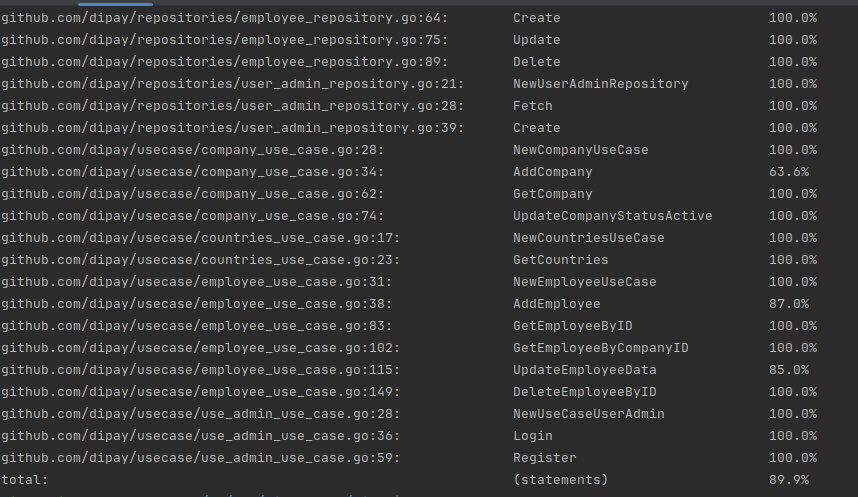 github.com/dipay/repositories/employee_repository.go:64: Create 100.0%
github.com/dipay/repositories/employee_repository.go:75: Update 100.0%
github.com/dipay/repositories/employee_repository.go:89: Delete 100.0%
github.com/dipay/repositories/user_admin_repository.go:21: NewUserAdminRepository 100.0%
github.com/dipay/repositories/user_admin_repository.go:28: Fetch 100.0%
github.com/dipay/repositories/user_admin_repository.go:39: Create 100.0%
github.com/dipay/usecase/company_use_case.go:28: NewCompanyUseCase 100.0%
github.com/dipay/usecase/company_use_case.go:34: AddCompany 63.6%
github.com/dipay/usecase/company_use_case.go:62: GetCompany 100.0%
github.com/dipay/usecase/company_use_case.go:74: UpdateCompanyStatusActive 100.0%
github.com/dipay/usecase/countries_use_case.go:17: NewCountriesUseCase 100.0%
github.com/dipay/usecase/countries_use_case.go:23: GetCountries 100.0%
github.com/dipay/usecase/employee_use_case.go:31: NewEmployeeUseCase 100.0%
github.com/dipay/usecase/employee_use_case.go:38: AddEmployee 87.0%
github.com/dipay/usecase/employee_use_case.go:83: GetEmployeeByID 100.0%
github.com/dipay/usecase/employee_use_case.go:102: GetEmployeeByCompanyID 100.0%
github.com/dipay/usecase/employee_use_case.go:115: UpdateEmployeeData 85.0%
github.com/dipay/usecase/employee_use_case.go:149: DeleteEmployeeByID 100.0%
github.com/dipay/usecase/use_admin_use_case.go:28: NewUseCaseUserAdmin 100.0%
github.com/dipay/usecase/use_admin_use_case.go:36: Login 100.0%
github.com/dipay/usecase/use_admin_use_case.go:59: Register 100.0%
total: (statements) 89.9%